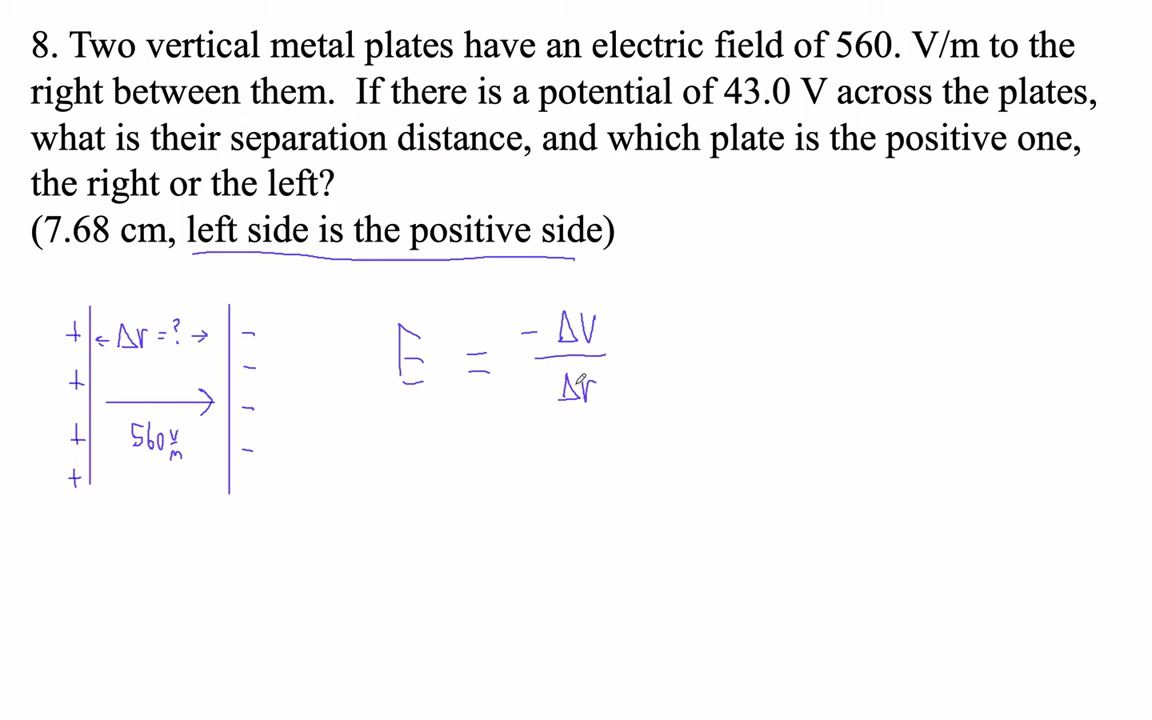 8. Two vertical metal plates have an electric field of 560. V/m to the
right between them. If there is a potential of 43.0 V across the plates,
what is their separation distance, and which plate is the positive one,
the right or the left?
(7.68 cm, left side is the positive side)
+ ← Δr = ? → -
+ -
+ 560 V/m -
+ -
E = -ΔV/Δr